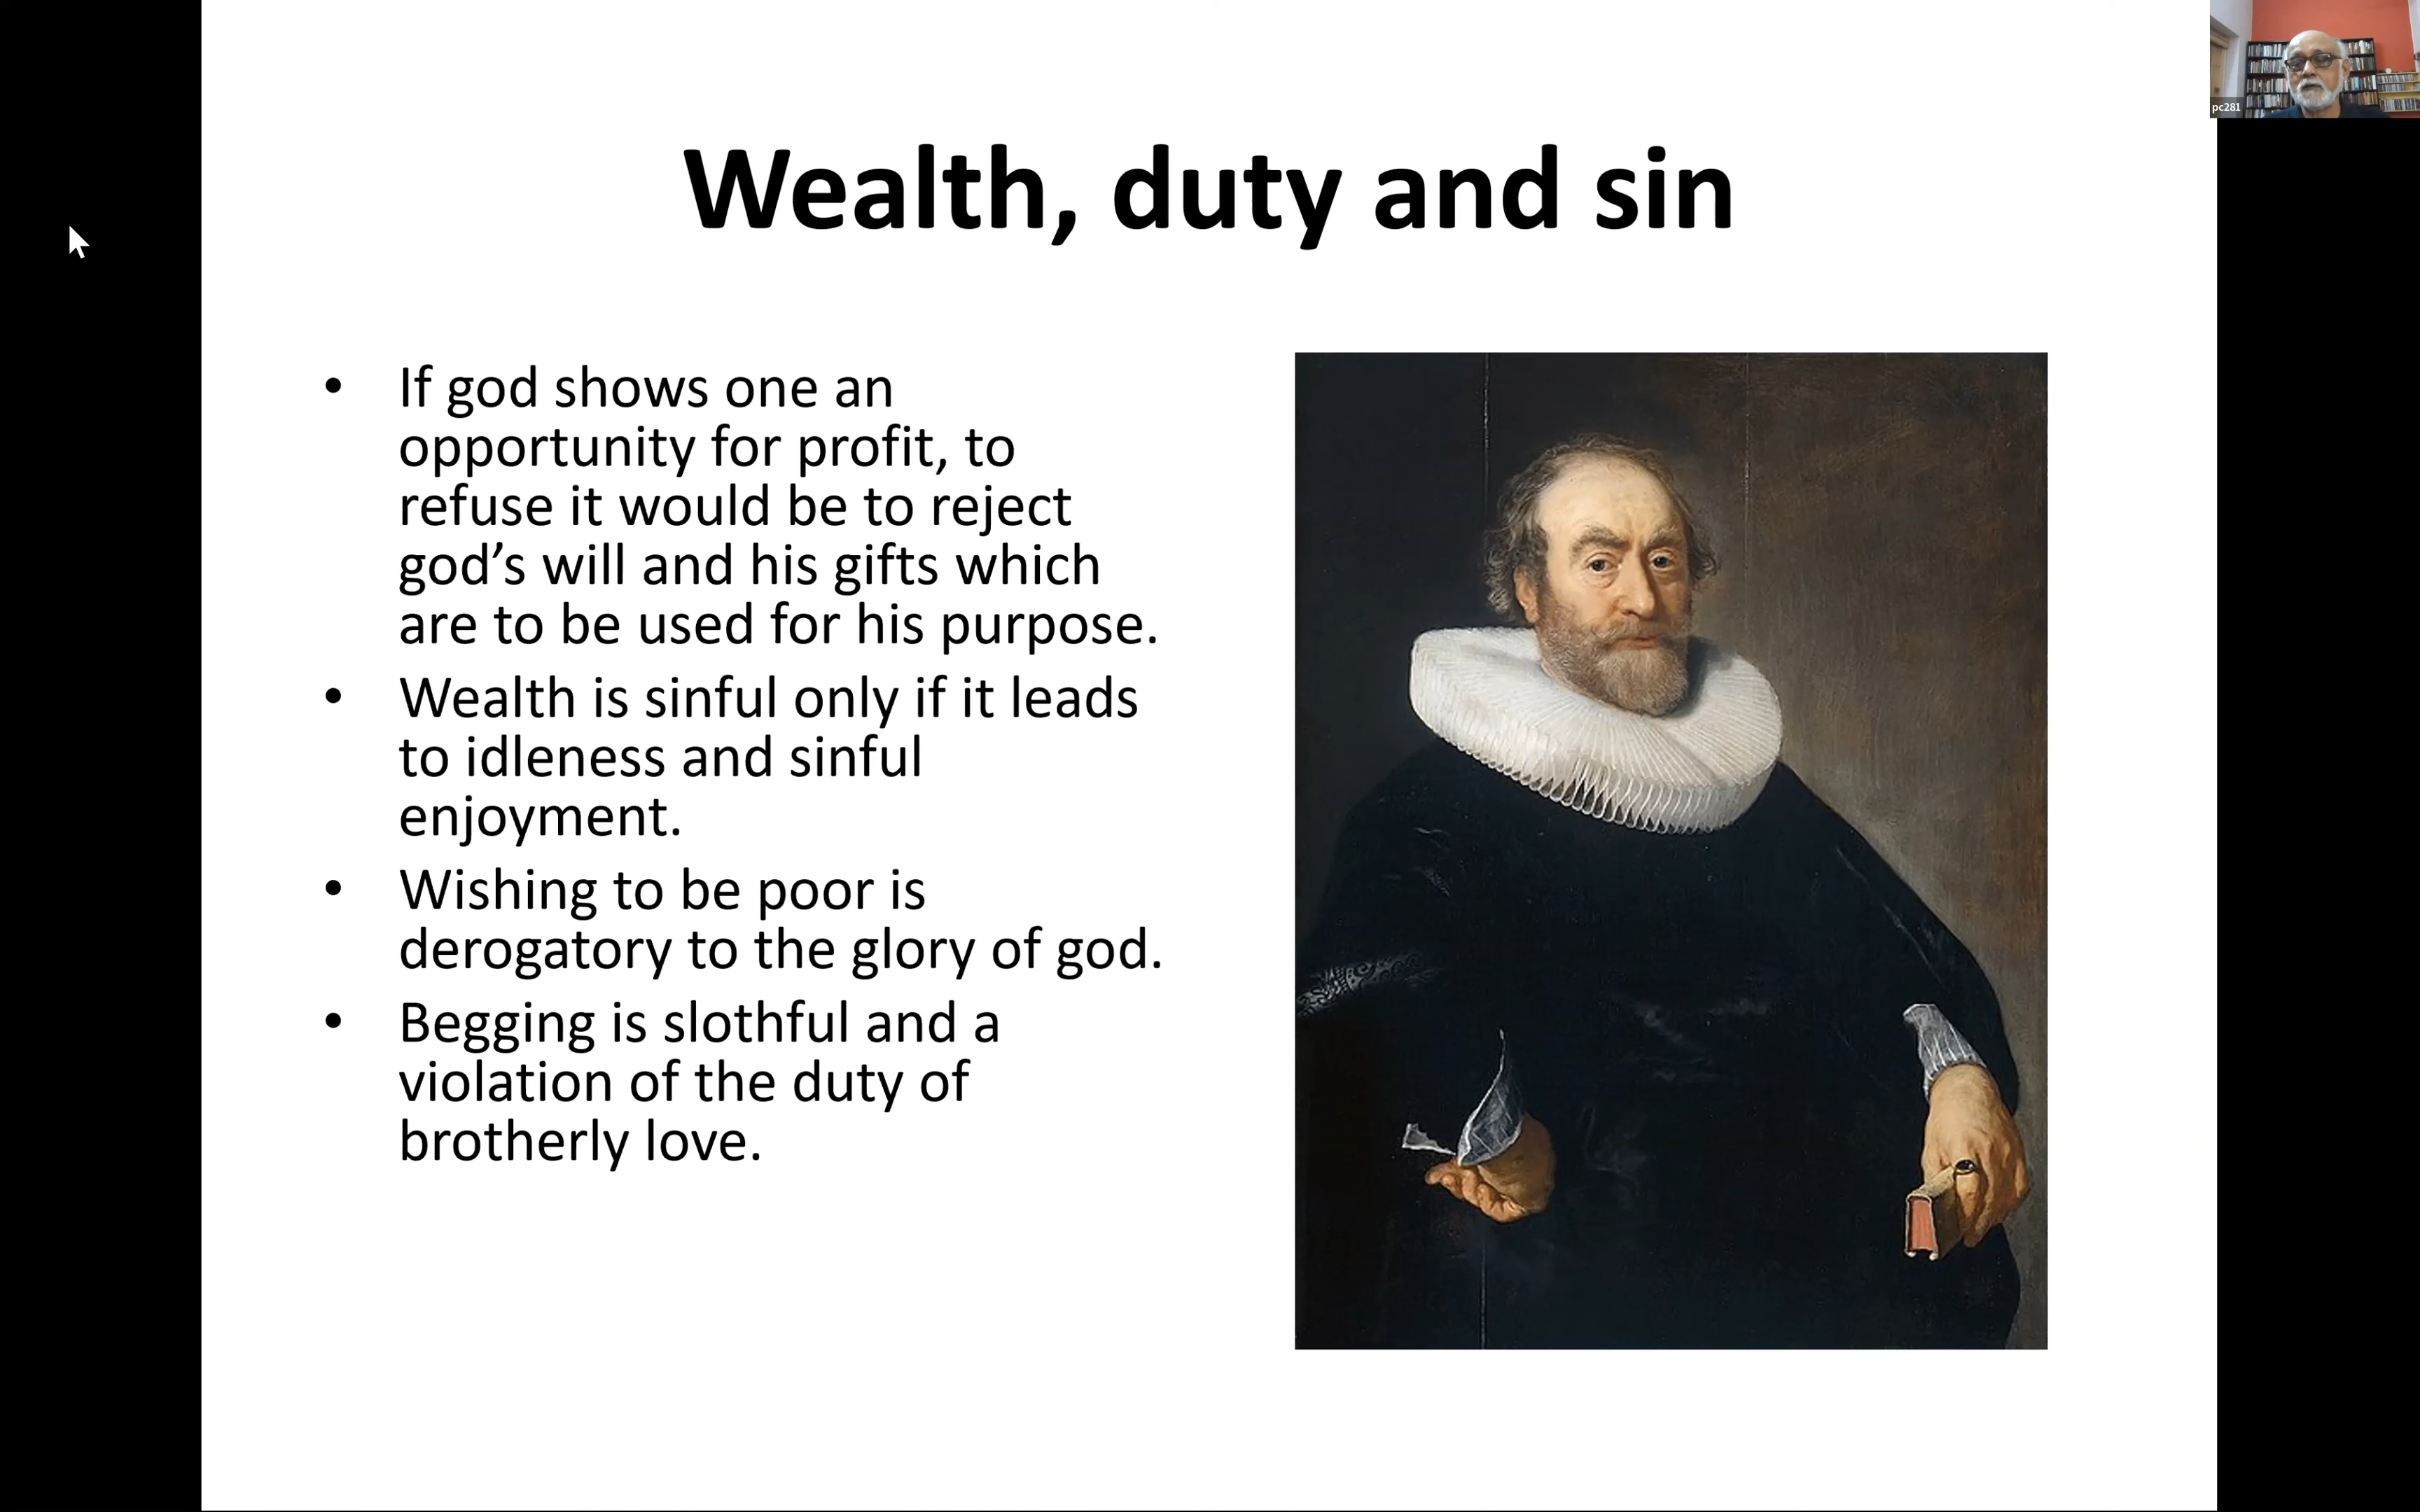 pc281
Wealth, duty and sin
• If god shows one an
opportunity for profit, to
refuse it would be to reject
god’s will and his gifts which
are to be used for his purpose.
• Wealth is sinful only if it leads
to idleness and sinful
enjoyment.
• Wishing to be poor is
derogatory to the glory of god.
• Begging is slothful and a
violation of the duty of
brotherly love.